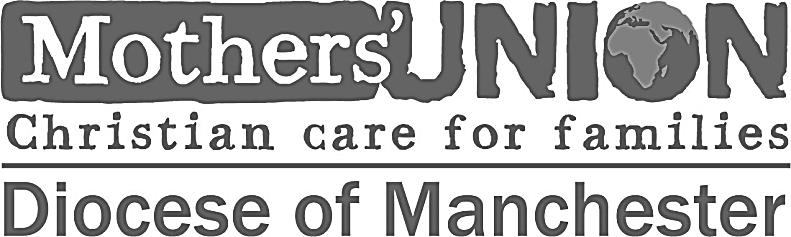 Mothers' UNION
Christian care for families
Diocese of Manchester